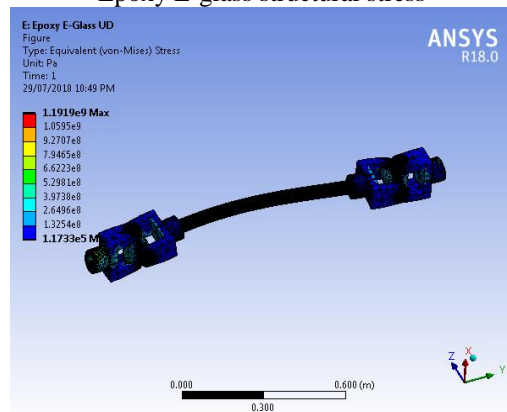 Epoxy E-glass structural stress
E: Epoxy E-Glass UD
Figure
Type: Equivalent (von-Mises) Stress
Unit: Pa
Time: 1
29/07/2018 10:49 PM
ANSYS
R18.0
1.1919e9 Max
1.0595e9
9.2707e8
7.9465e8
6.6223e8
5.2981e8
3.9738e8
2.6496e8
1.3254e8
1.1733e5 M
0.000
0.600 (m)
0.300
Z
X
Y